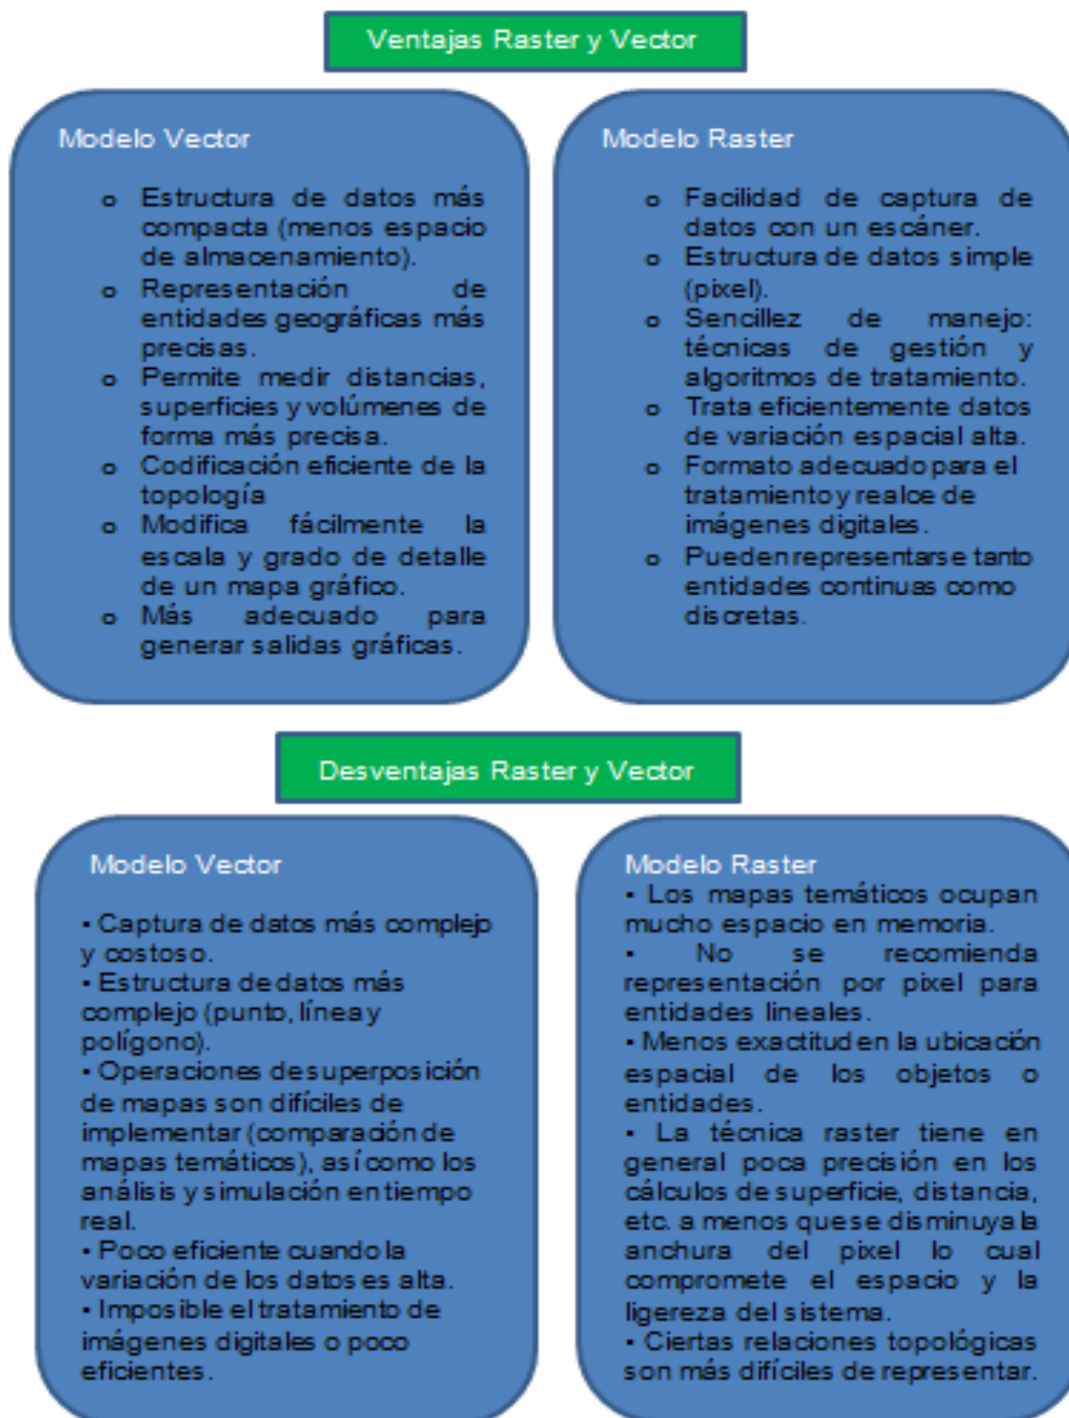 Ventajas Raster y Vector
Modelo Vector
o Estructura de datos más
compacta (menos espacio
de almacenamiento).
o Representación de
entidades geográficas más
precisas.
o Permite medir distancias,
superficies y volúmenes de
forma más precisa.
o Codificación eficiente de la
topología
o Modifica fácilmente la
escala y grado de detalle
de un mapa gráfico.
o Más adecuado para
generar salidas gráficas.
Modelo Raster
o Facilidad de captura de
datos con un escáner.
o Estructura de datos simple
(pixel).
o Sencillez de manejo:
técnicas de gestión y
algoritmos de tratamiento.
o Trata eficientemente datos
de variación espacial alta.
o Formato adecuado para el
tratamiento y realce de
imágenes digitales.
o Pueden representarse tanto
entidades continuas como
discretas.
Desventajas Raster y Vector
Modelo Vector
▪ Captura de datos más complejo
y costoso.
▪ Estructura de datos más
complejo (punto, línea y
polígono).
▪ Operaciones de superposición
de mapas son difíciles de
implementar (comparación de
mapas temáticos), así como los
análisis y simulación en tiempo
real.
▪ Poco eficiente cuando la
variación de los datos es alta.
▪ Imposible el tratamiento de
imágenes digitales o poco
eficientes.
Modelo Raster
▪ Los mapas temáticos ocupan
mucho espacio en memoria.
▪ No se recomienda
representación por pixel para
entidades lineales.
▪ Menos exactitud en la ubicación
espacial de los objetos o
entidades.
▪ La técnica raster tiene en
general poca precisión en los
cálculos de superficie, distancia,
etc. a menos que se disminuya la
anchura del pixel lo cual
compromete el espacio y la
ligereza del sistema.
▪ Ciertas relaciones topológicas
son más difíciles de representar.